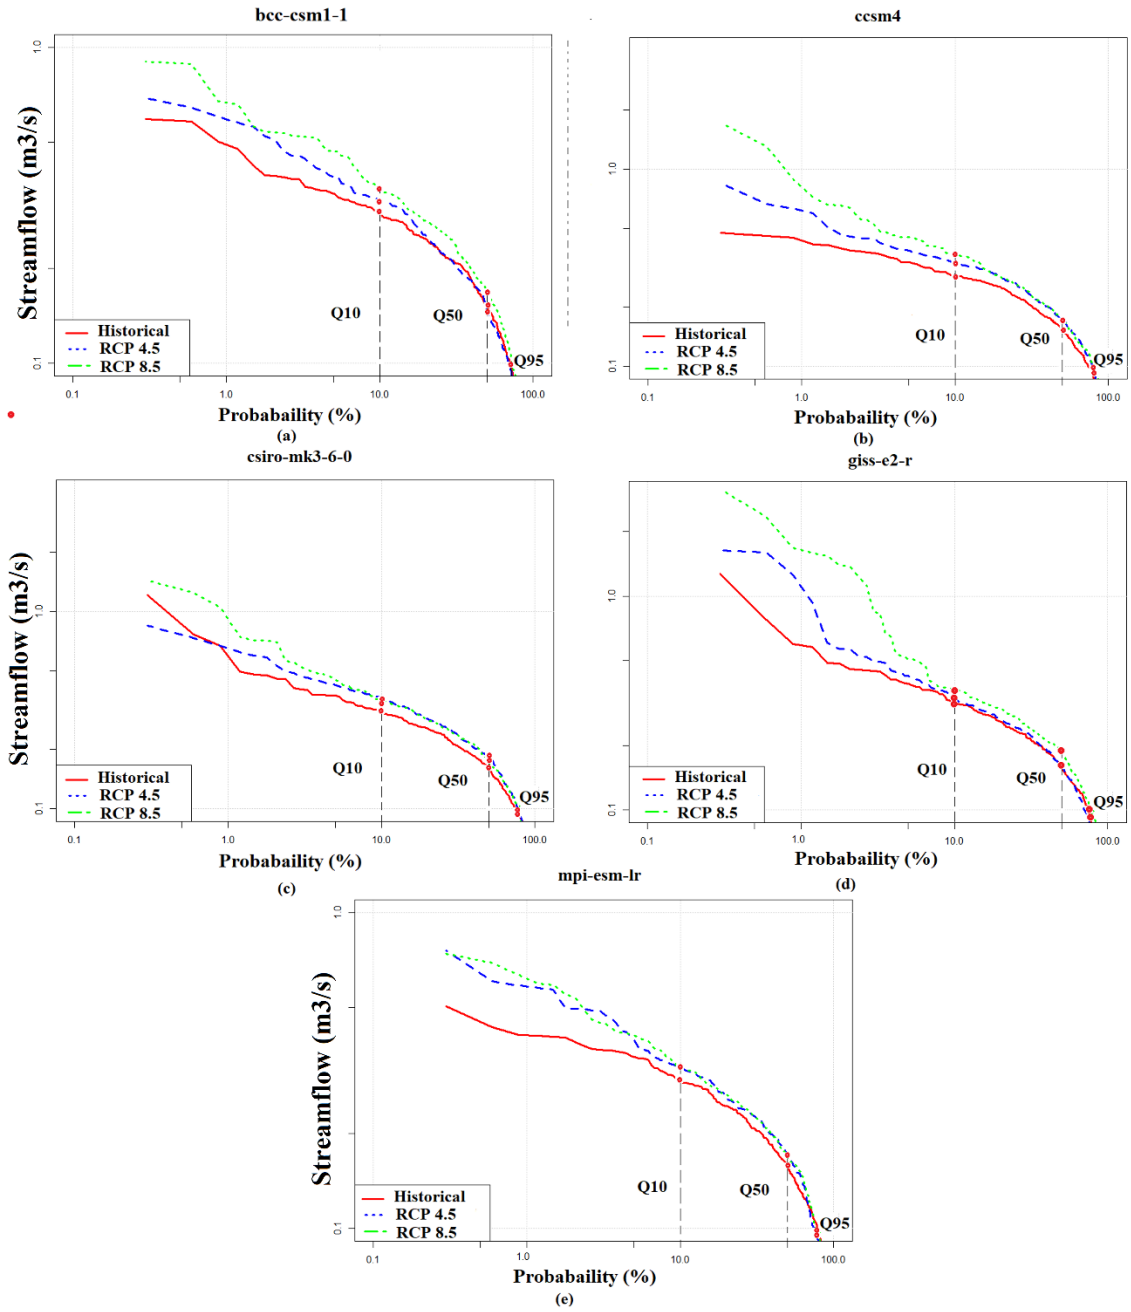 bcc-csm1-1
Streamflow (m3/s)
1.0
0.1
Q10
Q50
Q95
Historical
RCP 4.5
RCP 8.5
0.1
1.0
10.0
100.0
Probabaility (%)
(a)
ccsm4
1.0
0.1
Q10
Q50
Q95
Historical
RCP 4.5
RCP 8.5
0.1
1.0
10.0
100.0
Probabaility (%)
(b)
csiro-mk3-6-0
Streamflow (m3/s)
1.0
0.1
Q10
Q50
Q95
Historical
RCP 4.5
RCP 8.5
0.1
1.0
10.0
100.0
Probabaility (%)
(c)
giss-e2-r
1.0
0.1
Q10
Q50
Q95
Historical
RCP 4.5
RCP 8.5
0.1
1.0
10.0
100.0
Probabaility (%)
(d)
mpi-esm-lr
Streamflow (m3/s)
1.0
0.1
Q10
Q50
Q95
Historical
RCP 4.5
RCP 8.5
0.1
1.0
10.0
100.0
Probabaility (%)
(e)